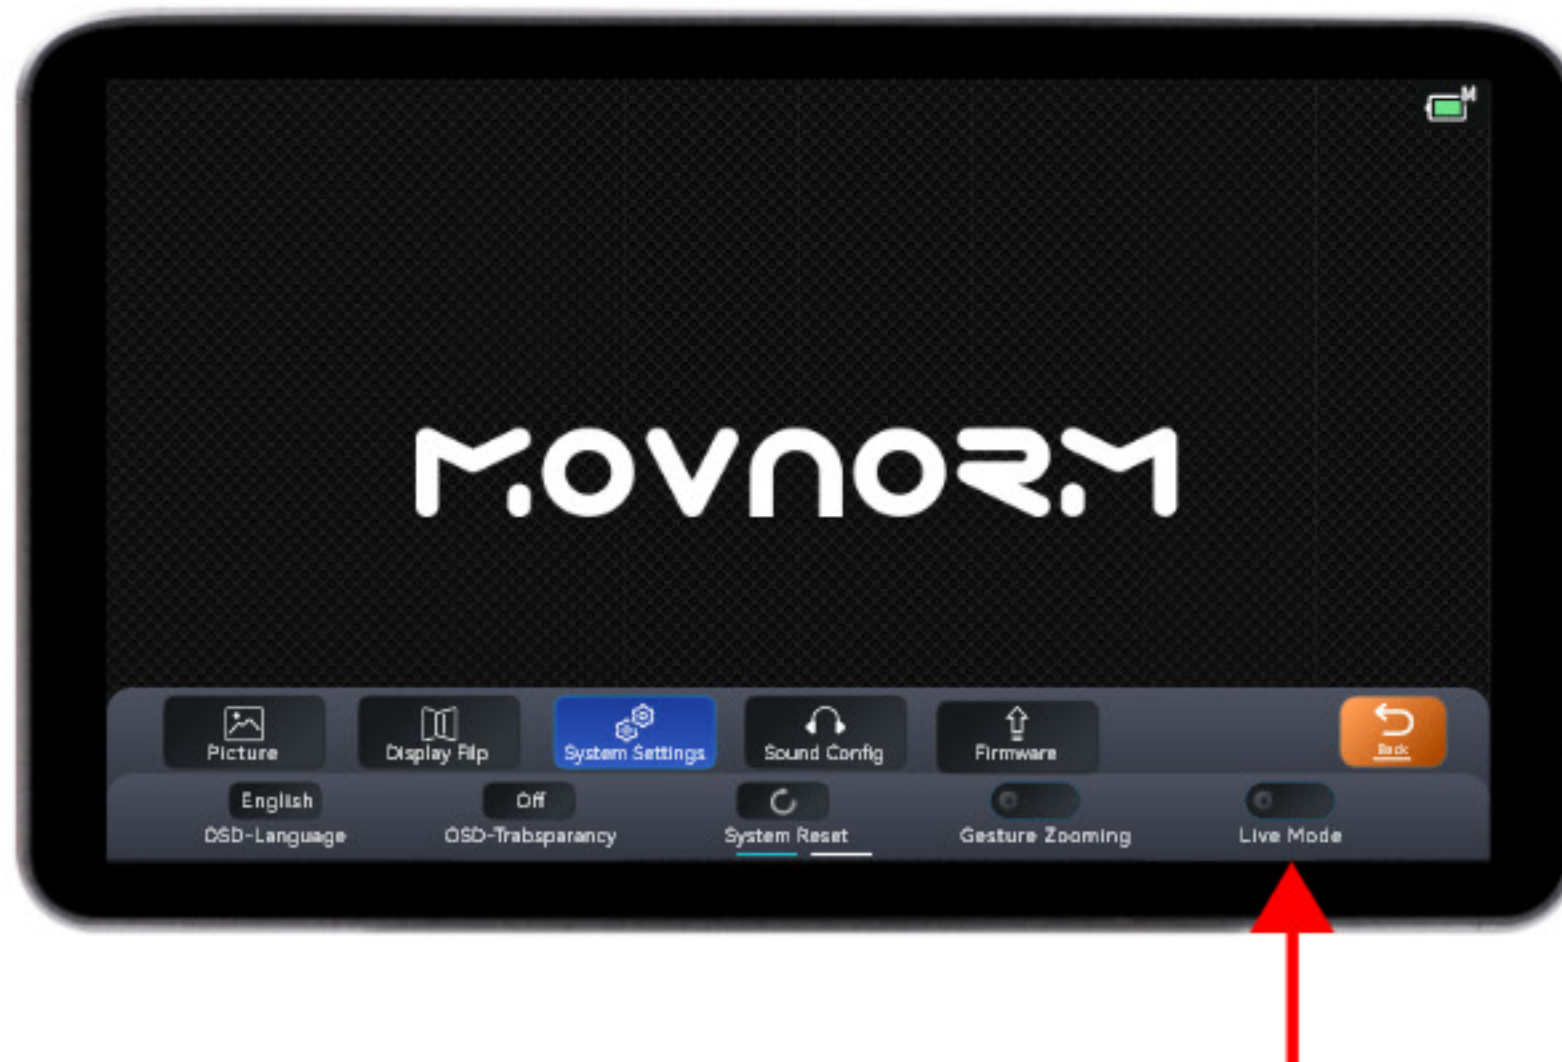 M
MOVNORM
Picture
Display Flip
System Settings
Sound Config
Firmware
Back
English
Off
OSD-Language
OSD-Trabsparancy
System Reset
Gesture Zooming
Live Mode